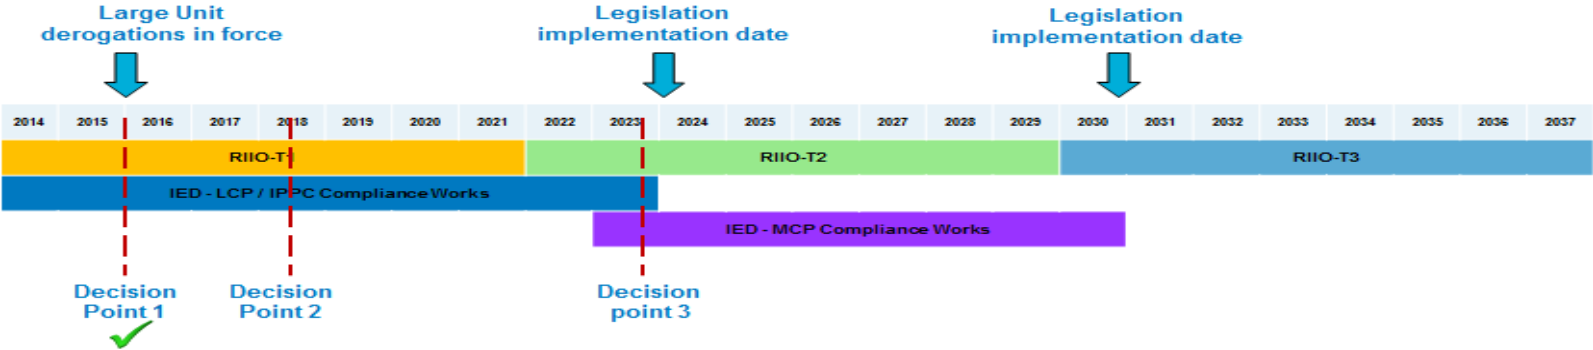 Large Unit
derogations in force
Legislation
implementation date
Legislation
implementation date
2014 2015 2016 2017 2018 2019 2020 2021 2022 2023 2024 2025 2026 2027 2028 2029 2030 2031 2032 2033 2034 2035 2036 2037
RIIO-T1 RIIO-T2 RIIO-T3
IED - LCP / IPPC Compliance Works
IED - MCP Compliance Works
Decision
Point 1
Decision
Point 2
Decision
point 3